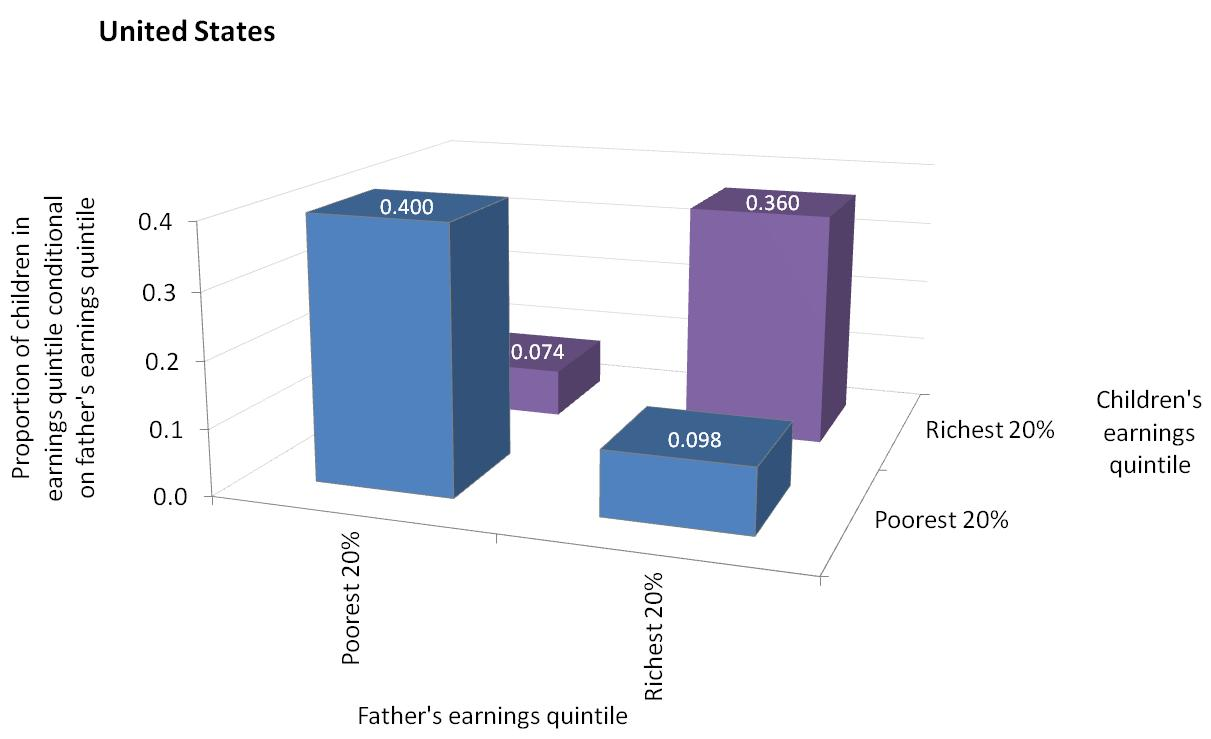 United States
Proportion of children in
earnings quintile conditional
on father's earnings quintile
0.4
0.3
0.2
0.1
0.0
0.400
0.360
0.074
0.098
Richest 20%
Poorest 20%
Children's
earnings
quintile
Poorest 20%
Richest 20%
Father's earnings quintile